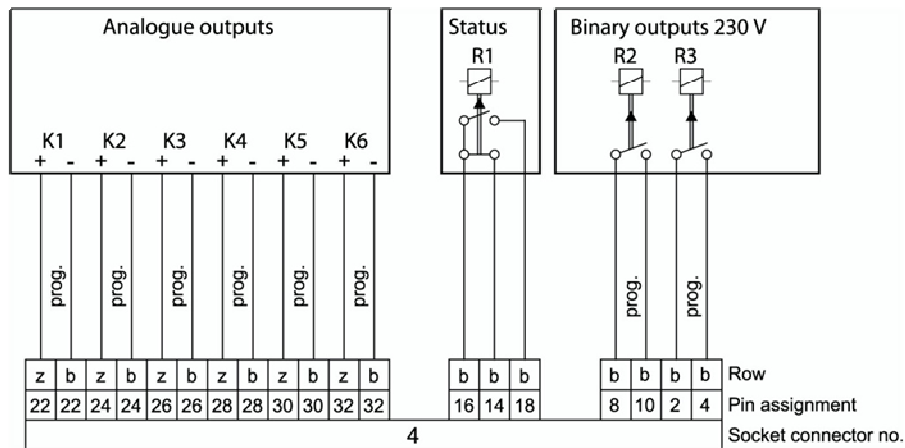 Analogue outputs Status Binary outputs 230 V
R1 R2 R3
K1 K2 K3 K4 K5 K6
+ - + - + - + - + - + -
prog. prog. prog. prog. prog. prog. prog. prog.
z b z b z b z b z b z b b b b b b b b Row
22 22 24 24 26 26 28 28 30 30 32 32 16 14 18 8 10 2 4 Pin assignment
4 Socket connector no.